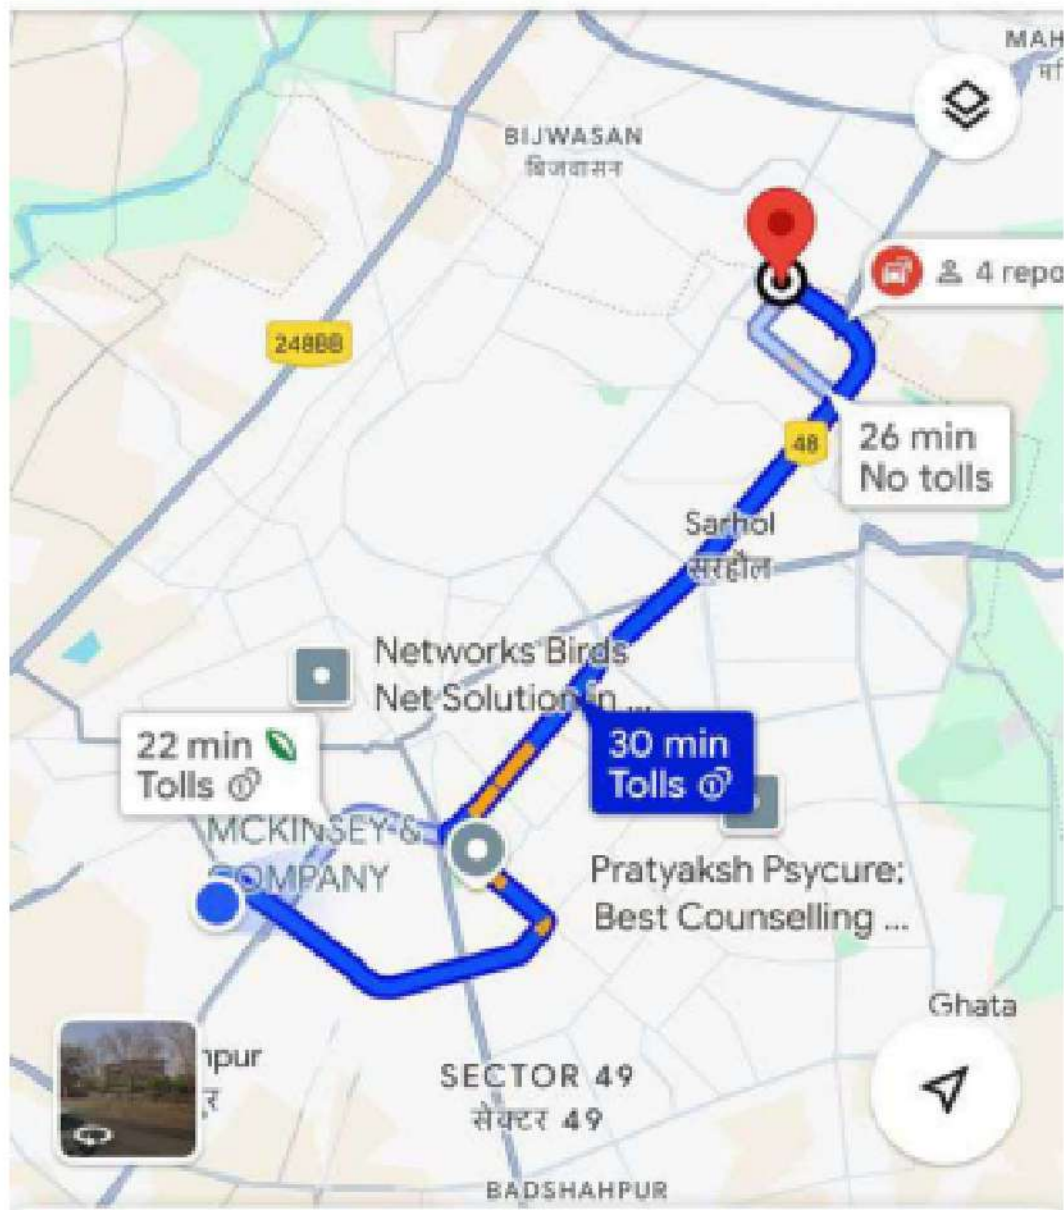 MAH
BIJWASAN
बिजवासन
4 repo
248BB
26 min
No tolls
48
Sarhol
सरहौल
Networks Birds
Net Solution in ...
22 min
Tolls
30 min
Tolls
MCKINSEY &
COMPANY
Pratyaksh Psycure:
Best Counselling ...
Ghata
npur
SECTOR 49
सेक्टर 49
BADSHAHPUR